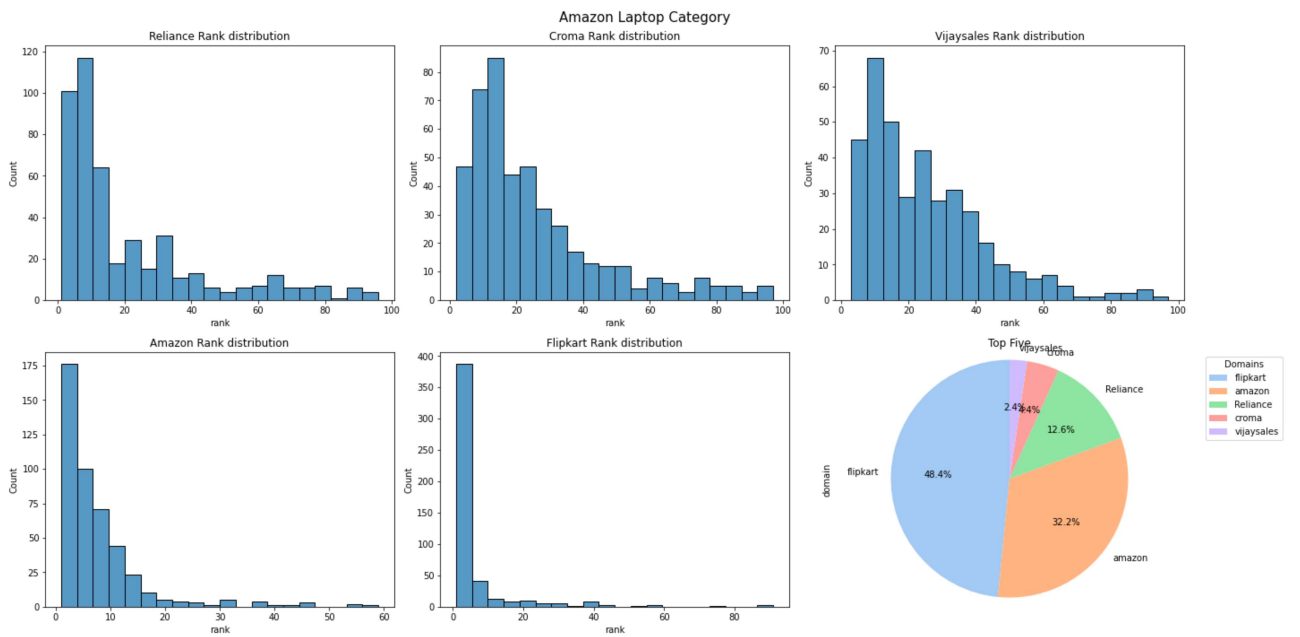 Amazon Laptop Category
Reliance Rank distribution
120
100
80
60
40
20
0
Count
0 20 40 60 80 100
rank
Croma Rank distribution
80
70
60
50
40
30
20
10
0
Count
0 20 40 60 80 100
rank
Vijaysales Rank distribution
70
60
50
40
30
20
10
0
Count
0 20 40 60 80 100
rank
Amazon Rank distribution
175
150
125
100
75
50
25
0
Count
0 10 20 30 40 50 60
rank
Flipkart Rank distribution
400
350
300
250
200
150
100
50
0
Count
0 20 40 60 80
rank
Top Five
vijaysales
croma
Reliance
2.4%
4.4%
12.6%
flipkart
48.4%
domain
32.2%
amazon
Domains
flipkart
amazon
Reliance
croma
vijaysales